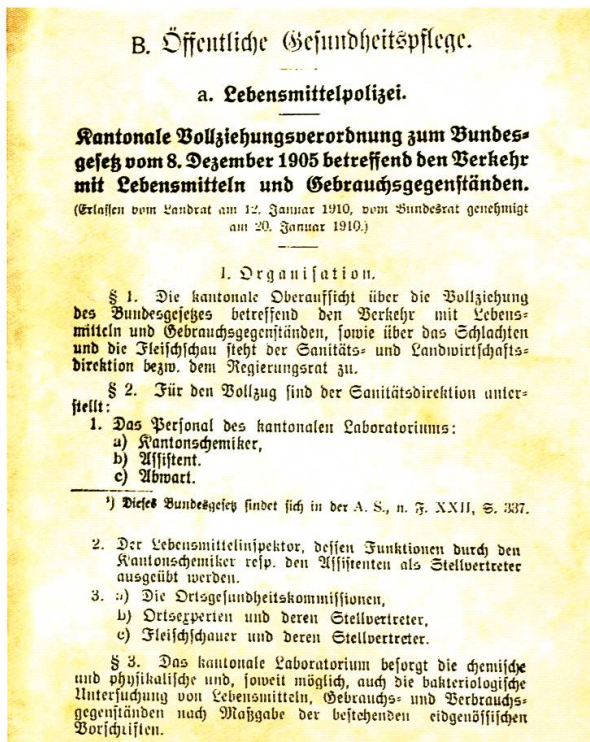 B. Öffentliche Gesundheitspflege.
a. Lebensmittelpolizei.
Kantonale Vollziehungsverordnung zum Bundes-
gesetz vom 8. Dezember 1905 betreffend den Verkehr
mit Lebensmitteln und Gebrauchsgegenständen.
(Erlassen vom Landrat am 12. Januar 1910, vom Bundesrat genehmigt
am 20. Januar 1910.)
I. Organisation.
§ 1. Die kantonale Oberaufsicht über die Vollziehung
des Bundesgesetzes betreffend den Verkehr mit Lebens-
mitteln und Gebrauchsgegenständen, sowie über das Schlachten
und die Fleischschau steht der Sanitäts- und Landwirtschafts-
direktion bezw. dem Regierungsrat zu.
§ 2. Für den Vollzug sind der Sanitätsdirektion unter-
stellt:
1. Das Personal des kantonalen Laboratoriums:
a) Kantonschemiker,
b) Assistent.
c) Abwart.
¹) Dieses Bundesgesetz findet sich in der A. S., n. F. XXII, S. 337.
2. Der Lebensmittelinspektor, dessen Funktionen durch den
Kantonschemiker resp. den Assistenten als Stellvertreter
ausgeübt werden.
3. a) Die Ortsgesundheitskommissionen,
b) Ortsexperten und deren Stellvertreter,
c) Fleischschauer und deren Stellvertreter.
§ 3. Das kantonale Laboratorium besorgt die chemische
und physikalische und, soweit möglich, auch die bakteriologische
Untersuchung von Lebensmitteln, Gebrauchs- und Verbrauchs-
gegenständen nach Maßgabe der bestehenden eidgenössischen
Vorschriften.